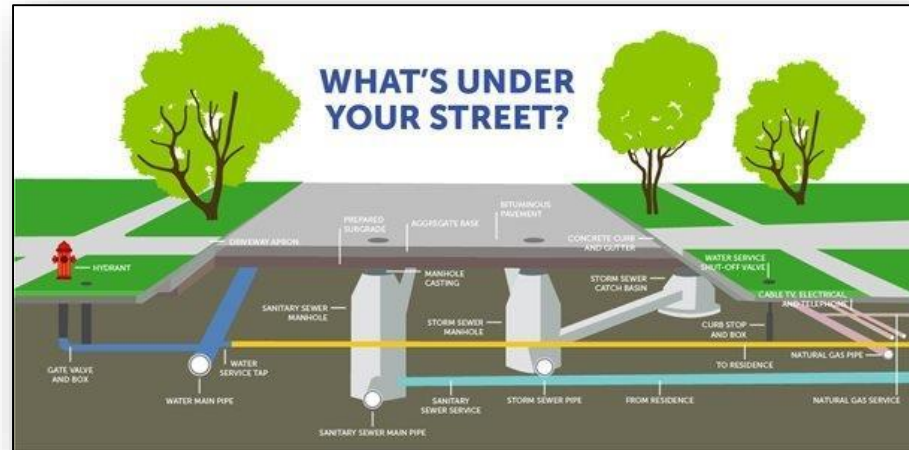 WHAT'S UNDER
YOUR STREET?
PREPARED
SUBGRADE
AGGREGATE BASE
BITUMINOUS
PAVEMENT
DRIVEWAY APRON
CONCRETE CURB
AND GUTTER
HYDRANT
MANHOLE
CASTING
STORM SEWER
CATCH BASIN
WATER SERVICE
SHUT-OFF VALVE
CABLE TV, ELECTRICAL,
AND TELEPHONE
SANITARY SEWER
MANHOLE
STORM SEWER
MANHOLE
CURB STOP
AND BOX
GATE VALVE
AND BOX
WATER
SERVICE TAP
TO RESIDENCE
NATURAL GAS PIPE
WATER MAIN PIPE
SANITARY
SEWER SERVICE
STORM SEWER PIPE
FROM RESIDENCE
NATURAL GAS SERVICE
SANITARY SEWER MAIN PIPE